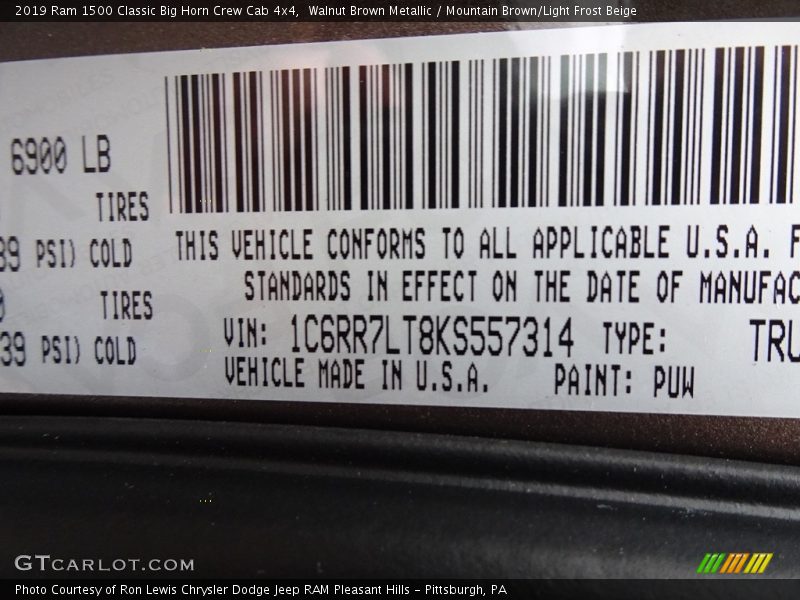 2019 Ram 1500 Classic Big Horn Crew Cab 4x4, Walnut Brown Metallic / Mountain Brown/Light Frost Beige
6900 LB
TIRES
PSI) COLD
TIRES
39 PSI) COLD
THIS VEHICLE CONFORMS TO ALL APPLICABLE U.S.A. F
STANDARDS IN EFFECT ON THE DATE OF MANUFAC
VIN: 1C6RR7LT8KS557314 TYPE: TRU
VEHICLE MADE IN U.S.A. PAINT: PUW
GTCARLOT.COM
Photo Courtesy of Ron Lewis Chrysler Dodge Jeep RAM Pleasant Hills - Pittsburgh, PA